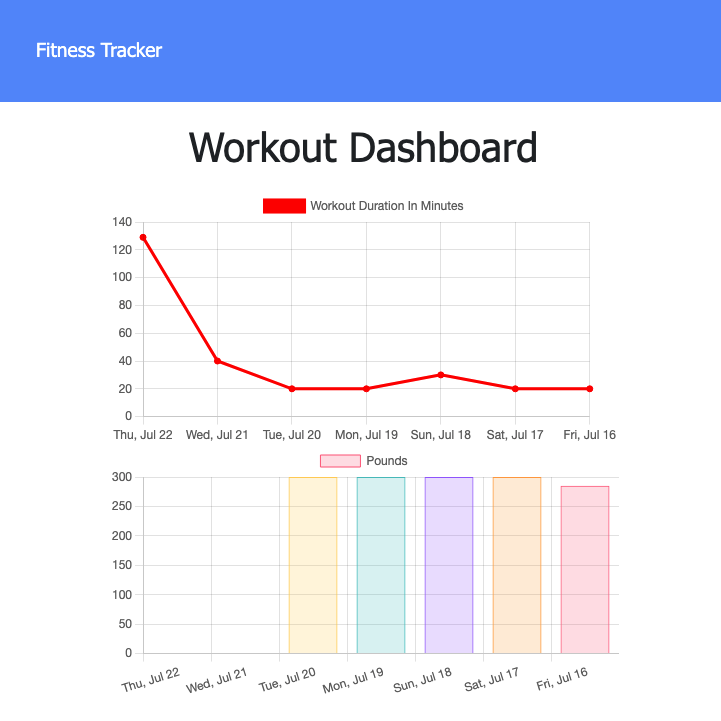 Fitness Tracker
Workout Dashboard
Workout Duration In Minutes
140
120
100
80
60
40
20
0
Thu, Jul 22 Wed, Jul 21 Tue, Jul 20 Mon, Jul 19 Sun, Jul 18 Sat, Jul 17 Fri, Jul 16
Pounds
300
250
200
150
100
50
0
Thu, Jul 22 Wed, Jul 21 Tue, Jul 20 Mon, Jul 19 Sun, Jul 18 Sat, Jul 17 Fri, Jul 16